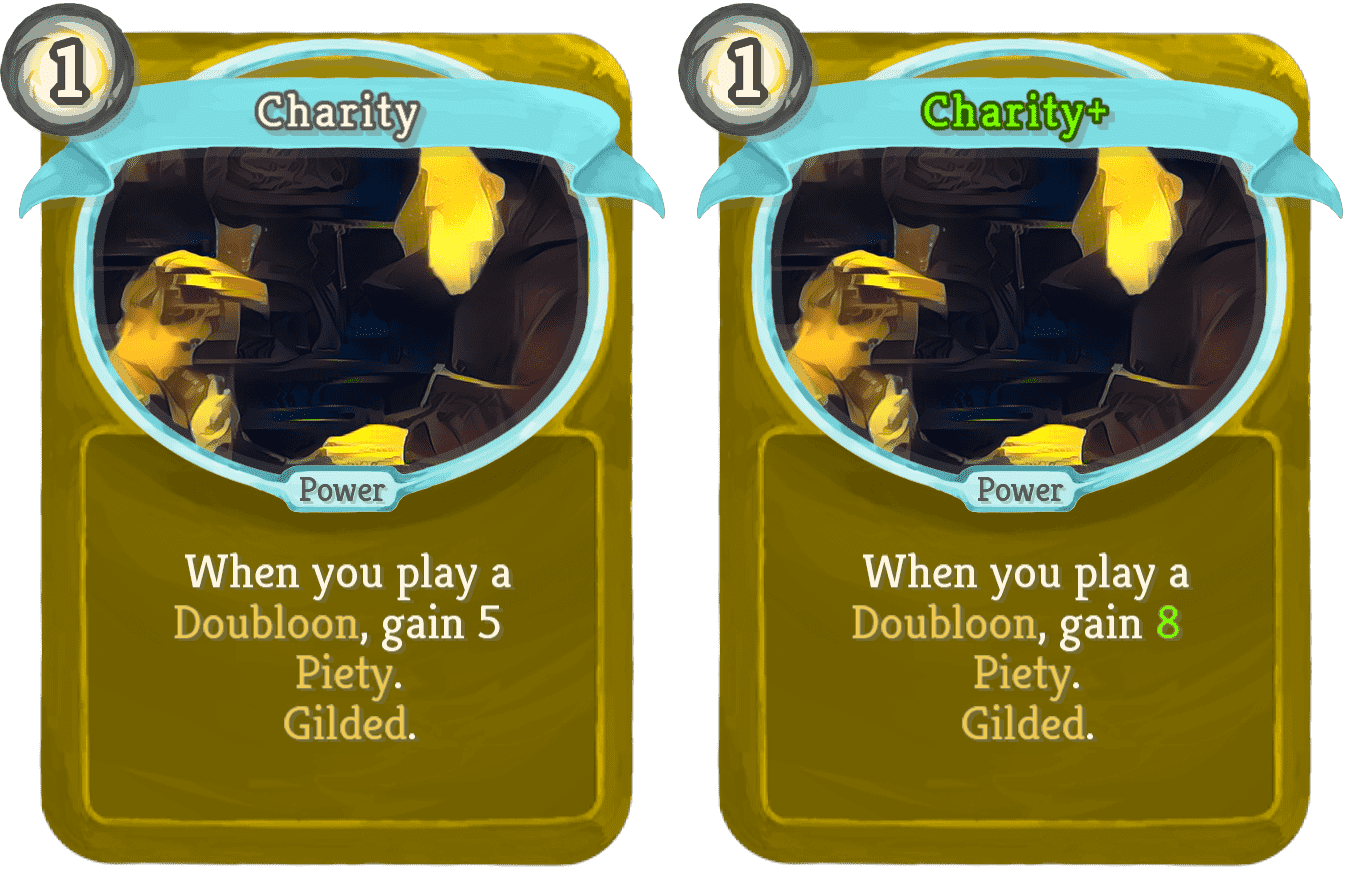 1
Charity
Power
When you play a
Doubloon, gain 5
Piety.
Gilded.
1
Charity+
Power
When you play a
Doubloon, gain 8
Piety.
Gilded.